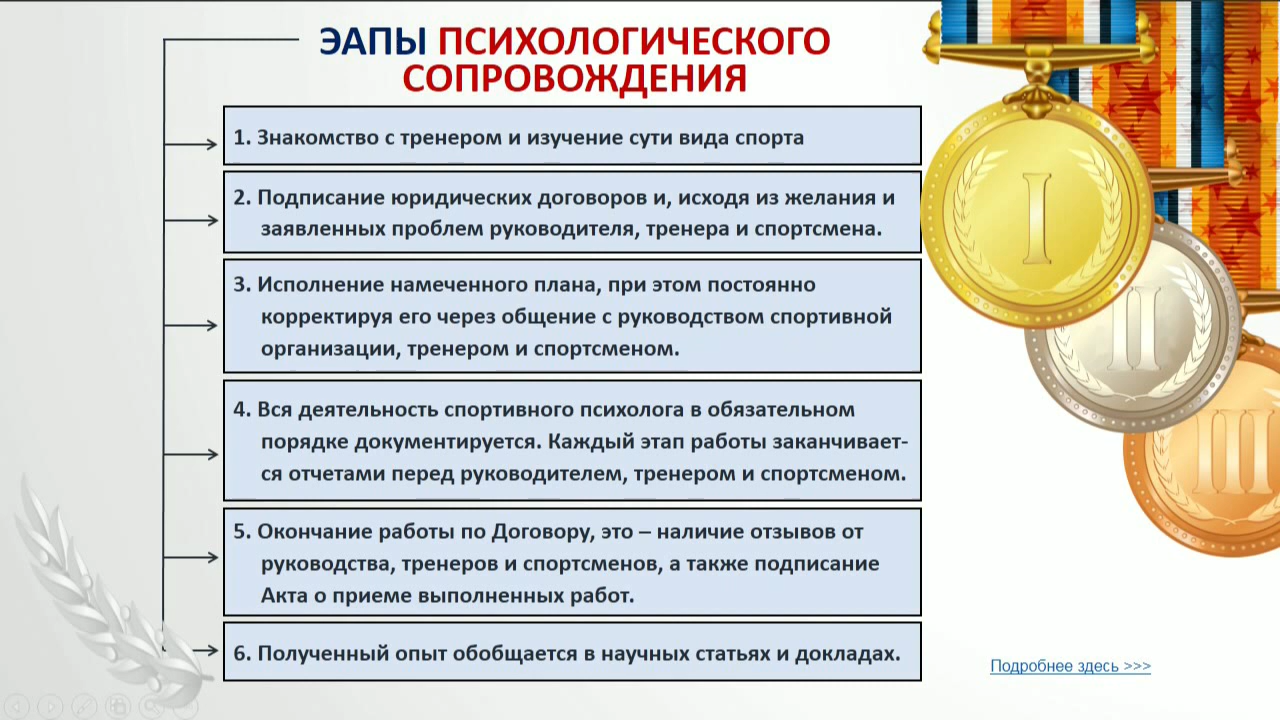 ЭАПЫ ПСИХОЛОГИЧЕСКОГО
СОПРОВОЖДЕНИЯ
1. Знакомство с тренером и изучение сути вида спорта
2. Подписание юридических договоров и, исходя из желания и
заявленных проблем руководителя, тренера и спортсмена.
3. Исполнение намеченного плана, при этом постоянно
корректируя его через общение с руководством спортивной
организации, тренером и спортсменом.
4. Вся деятельность спортивного психолога в обязательном
порядке документируется. Каждый этап работы заканчивает-
ся отчетами перед руководителем, тренером и спортсменом.
5. Окончание работы по Договору, это – наличие отзывов от
руководства, тренеров и спортсменов, а также подписание
Акта о приеме выполненных работ.
6. Полученный опыт обобщается в научных статьях и докладах.
I
II
III
Подробнее здесь >>>